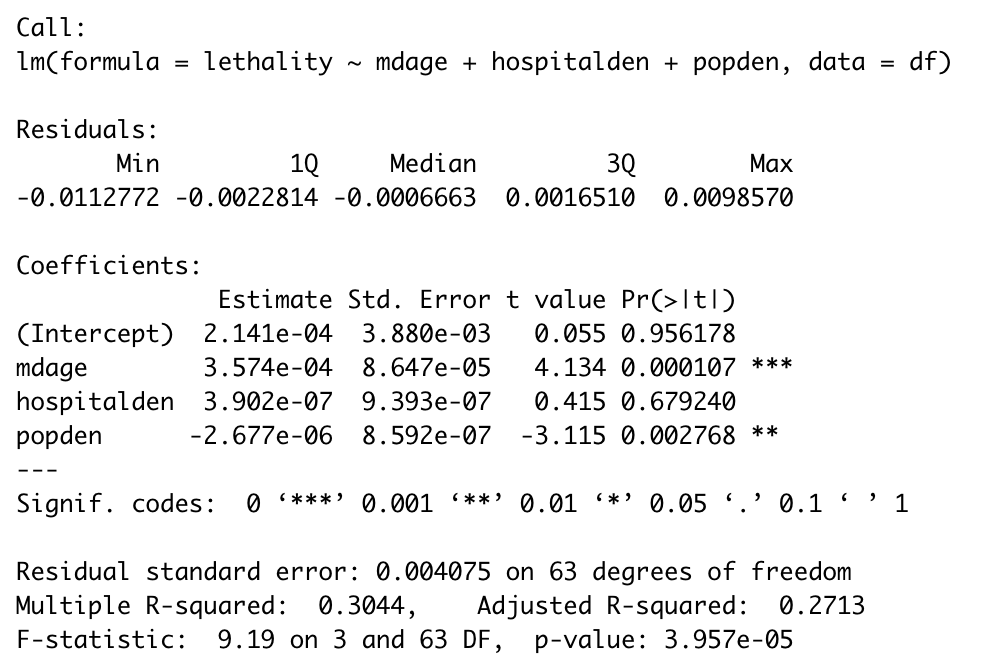 Call:
lm(formula = lethality ~ mdage + hospitalden + popden, data = df)
Residuals:
Min 1Q Median 3Q Max
-0.0112772 -0.0022814 -0.0006663 0.0016510 0.0098570
Coefficients:
Estimate Std. Error t value Pr(>|t|)
(Intercept) 2.141e-04 3.880e-03 0.055 0.956178
mdage 3.574e-04 8.647e-05 4.134 0.000107 ***
hospitalden 3.902e-07 9.393e-07 0.415 0.679240
popden -2.677e-06 8.592e-07 -3.115 0.002768 **
---
Signif. codes: 0 ‘***’ 0.001 ‘**’ 0.01 ‘*’ 0.05 ‘.’ 0.1 ‘ ’ 1
Residual standard error: 0.004075 on 63 degrees of freedom
Multiple R-squared: 0.3044, Adjusted R-squared: 0.2713
F-statistic: 9.19 on 3 and 63 DF, p-value: 3.957e-05